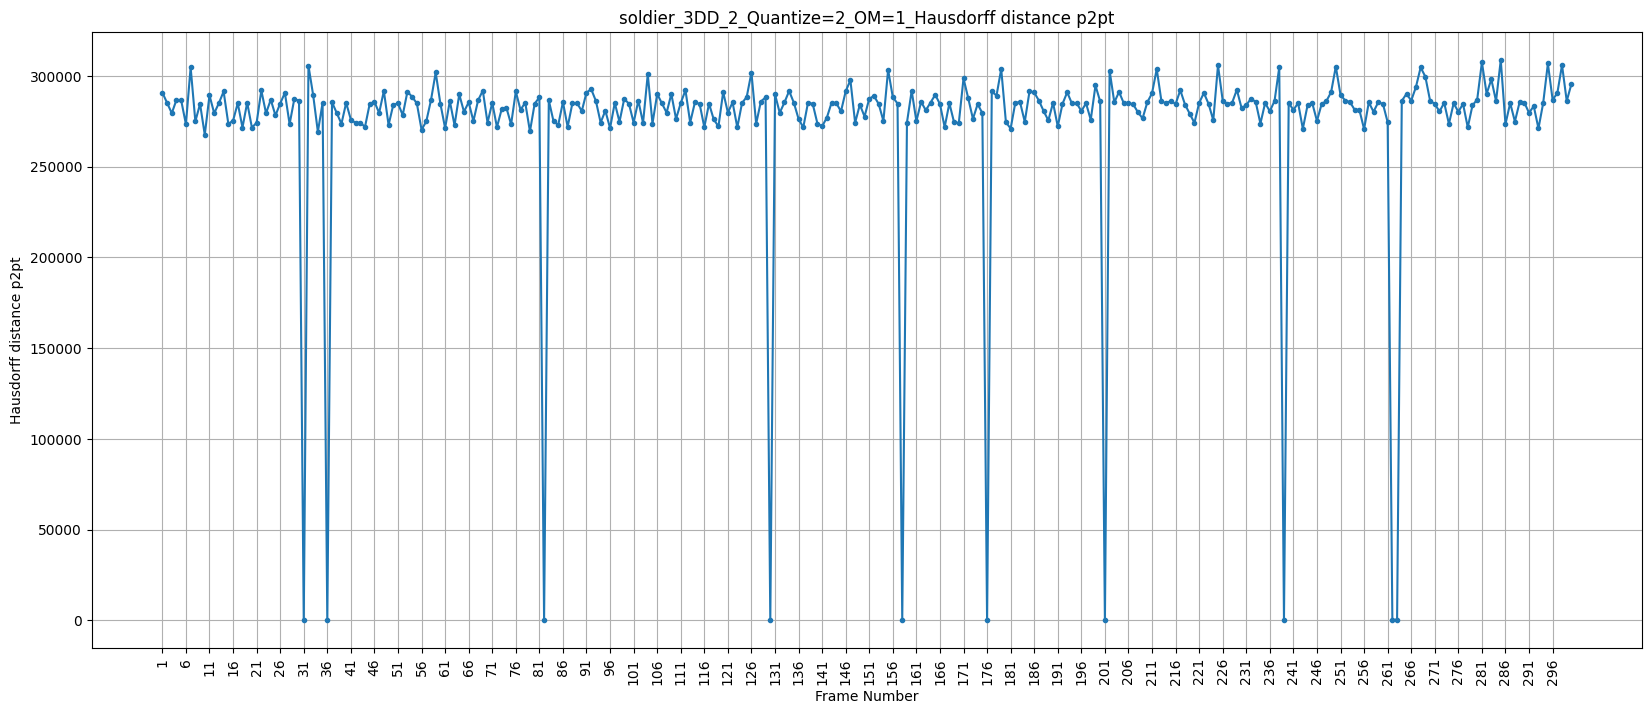 soldier_3DD_2_Quantize=2_OM=1_Hausdorff distance p2pt
300000
250000
200000
150000
100000
50000
0
Hausdorff distance p2pt
1 6 11 16 21 26 31 36 41 46 51 56 61 66 71 76 81 86 91 96 101 106 111 116 121 126 131 136 141 146 151 156 161 166 171 176 181 186 191 196 201 206 211 216 221 226 231 236 241 246 251 256 261 266 271 276 281 286 291 296
Frame Number